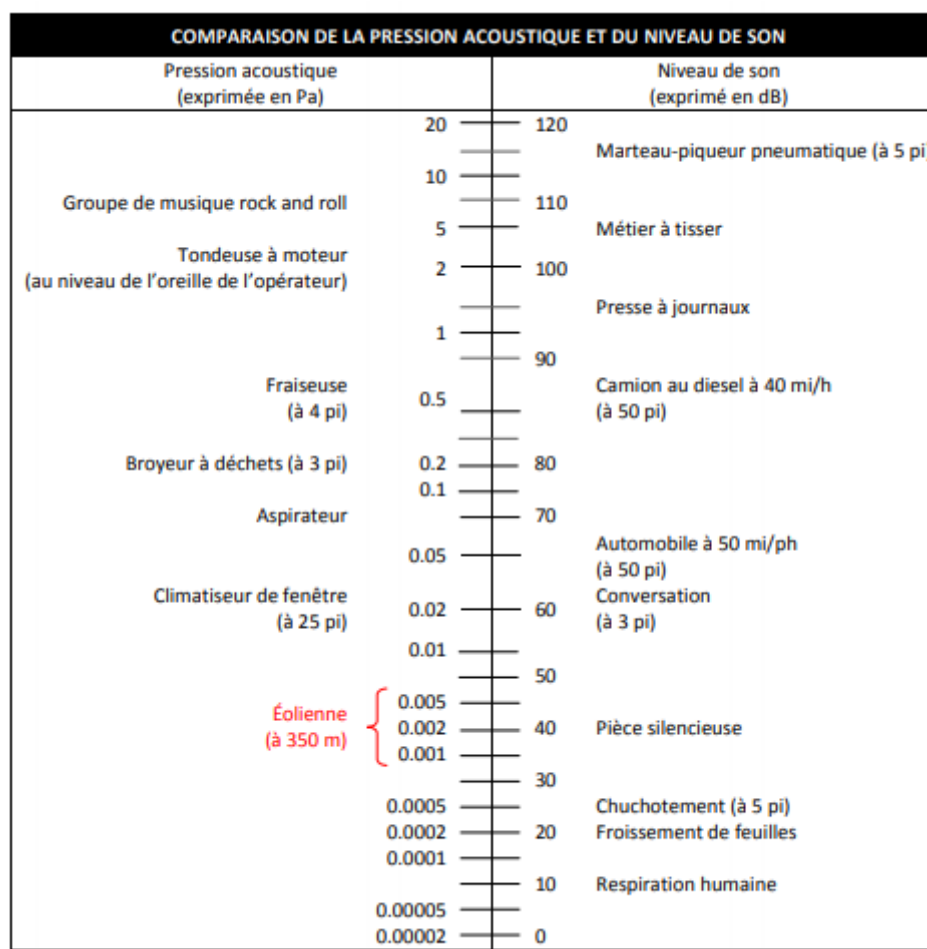 COMPARAISON DE LA PRESSION ACOUSTIQUE ET DU NIVEAU DE SON
Pression acoustique
(exprimée en Pa)
Niveau de son
(exprimé en dB)
20 120
Marteau-piqueur pneumatique (à 5 pi)
10
Groupe de musique rock and roll 110
5 Métier à tisser
Tondeuse à moteur
(au niveau de l'oreille de l'opérateur)
2 100
Presse à journaux
1
90
Fraiseuse
(à 4 pi)
0.5
Camion au diesel à 40 mi/h
(à 50 pi)
Broyeur à déchets (à 3 pi) 0.2 80
0.1
Aspirateur 70
0.05
Automobile à 50 mi/ph
(à 50 pi)
Climatiseur de fenêtre
(à 25 pi)
0.02 60
Conversation
(à 3 pi)
0.01
50
Éolienne
(à 350 m)
0.005
0.002 40 Pièce silencieuse
0.001
30
0.0005 Chuchotement (à 5 pi)
0.0002 20 Froissement de feuilles
0.0001
10 Respiration humaine
0.00005
0.00002 0